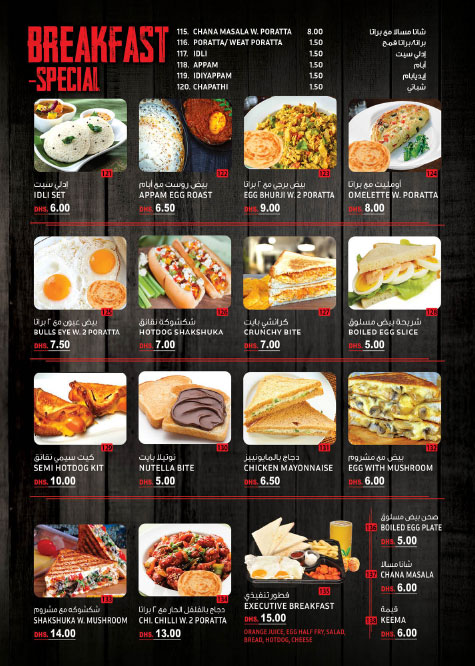 BREAKFAST
-SPECIAL
115. CHANA MASALA W. PORATTA 8.00 شانا مسالا مع براتا
116. PORATTA/ WEAT PORATTA 1.50 براتا/براتا قمح
117. IDLI 1.50 إدلي سيت
118. APPAM 1.50 أبام
119. IDIYAPPAM 1.50 إيديابام
120. CHAPATHI 1.50 شباتي
121
إدلي سيت
IDLI SET
DHS. 6.00
122
بيض روست مع أبام
APPAM EGG ROAST
DHS. 6.50
123
بيض برجي مع ٢ براتا
EGG BHURJI W. 2 PORATTA
DHS. 9.00
124
أومليت مع براتا
OMELETTE W. PORATTA
DHS. 8.00
125
بيض عيون مع ٢ براتا
BULLS EYE W. 2 PORATTA
DHS. 7.50
126
شكشوكة نقانق
HOTDOG SHAKSHUKA
DHS. 7.00
127
كرانشي بايت
CRUNCHY BITE
DHS. 7.00
128
شريحة بيض مسلوق
BOILED EGG SLICE
DHS. 5.00
129
كيت سيمي نقانق
SEMI HOTDOG KIT
DHS. 10.00
130
نوتيلا بايت
NUTELLA BITE
DHS. 5.00
131
دجاج بالمايونييز
CHICKEN MAYONNAISE
DHS. 6.50
132
بيض مع مشروم
EGG WITH MUSHROOM
DHS. 6.00
133
شكشوكه مع مشروم
SHAKSHUKA W. MUSHROOM
DHS. 14.00
134
دجاج بالفلفل الحار مع ٢ براتا
CHI. CHILLI W. 2 PORATTA
DHS. 13.00
135
فطور تنفيذي
EXECUTIVE BREAKFAST
DHS. 15.00
ORANGE JUICE, EGG HALF FRY, SALAD,
BREAD, HOTDOG, CHEESE
صحن بيض مسلوق
136 BOILED EGG PLATE
DHS. 5.00
شانا مسالا
137 CHANA MASALA
DHS. 6.00
قيمة
138 KEEMA
DHS. 6.00